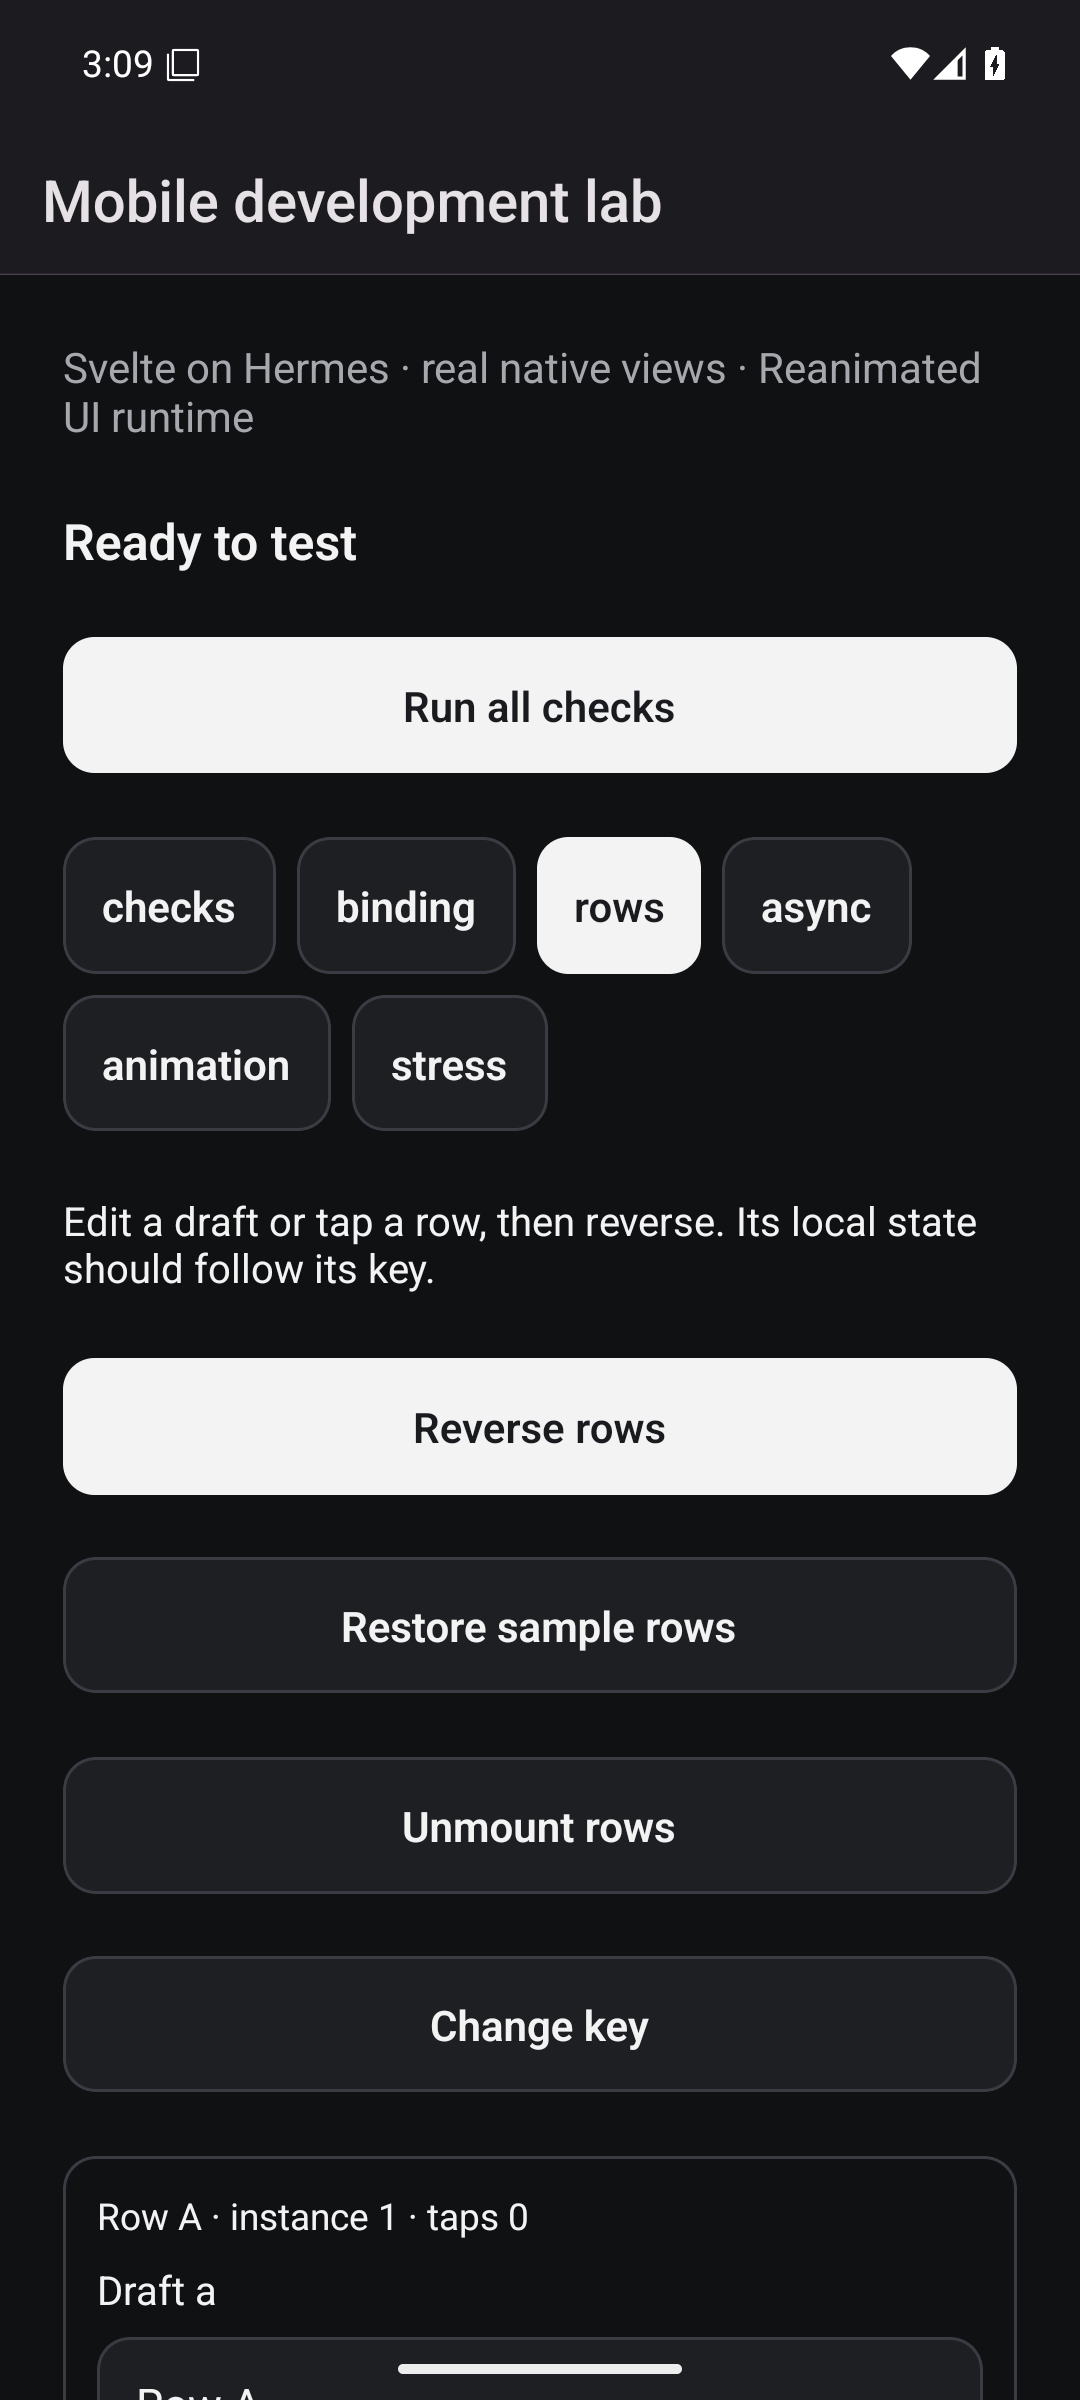 3:09
Mobile development lab
Svelte on Hermes · real native views · Reanimated
UI runtime
Ready to test
Run all checks
checks
binding
rows
async
animation
stress
Edit a draft or tap a row, then reverse. Its local state
should follow its key.
Reverse rows
Restore sample rows
Unmount rows
Change key
Row A · instance 1 · taps 0
Draft a
Row A